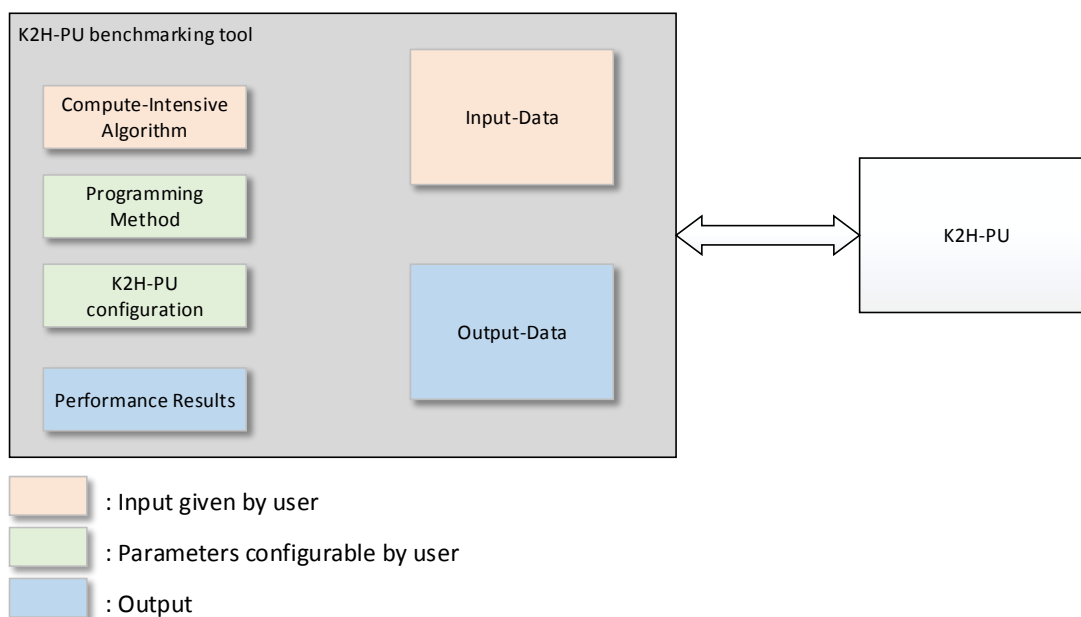 K2H-PU benchmarking tool
Compute-Intensive
Algorithm
Input-Data
Programming
Method
K2H-PU
configuration
Output-Data
Performance Results
K2H-PU
: Input given by user
: Parameters configurable by user
: Output